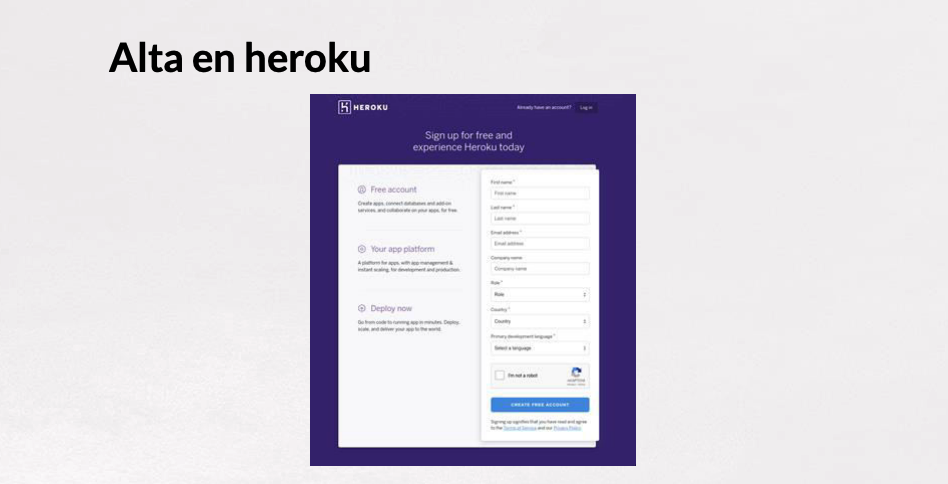 Alta en heroku
HEROKU
Already have an account?
Log in
Sign up for free and
experience Heroku today
Free account
Create apps, connect databases and add-on
services, and collaborate on your apps, for free.
Your app platform
A platform for apps, with app management &
instant scaling, for development and production.
Deploy now
Go from code to running app in minutes. Deploy,
scale, and deliver your app to the world.
First name *
First name
Last name *
Last name
Email address *
Email address
Company name
Company name
Role *
Role
Country *
Country
Primary development language *
Select a language
I'm not a robot
reCAPTCHA
CREATE FREE ACCOUNT
Signing up signifies that you have read and agree
to the Terms of Service and our Privacy Policy.